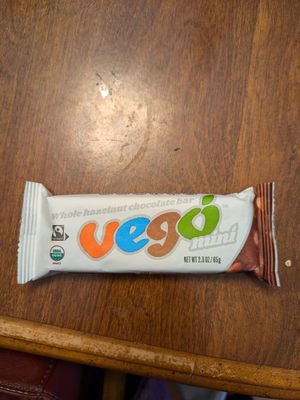 Whole hazelnut chocolate bar
vego
mini
NET WT 2.3 OZ / 65g